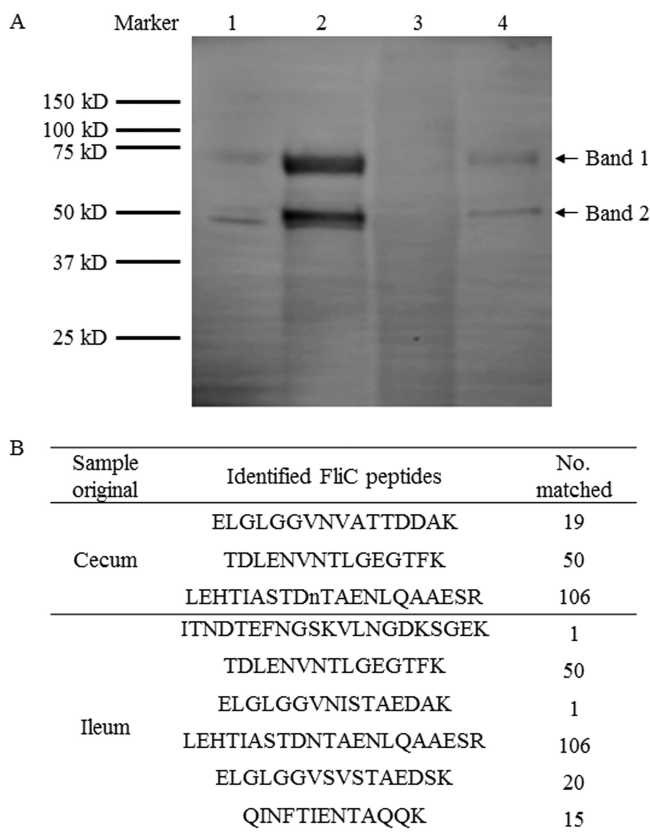 A
Marker 1 2 3 4
150 kD
100 kD
75 kD
Band 1
50 kD
Band 2
37 kD
25 kD
B
Sample original Identified FliC peptides No. matched
Cecum
ELGLGGVNVATTDDAK 19
TDLENVNTLGEGTFK 50
LEHTIASTDnTAENLQAAESR 106
Ileum
ITNDTEFNGSKVLNGDKSGEK 1
TDLENVNTLGEGTFK 50
ELGLGGVNISTAEDAK 1
LEHTIASTDNTAENLQAAESR 106
ELGLGGVSVSTAEDSK 20
QINFTIENTAQQK 15